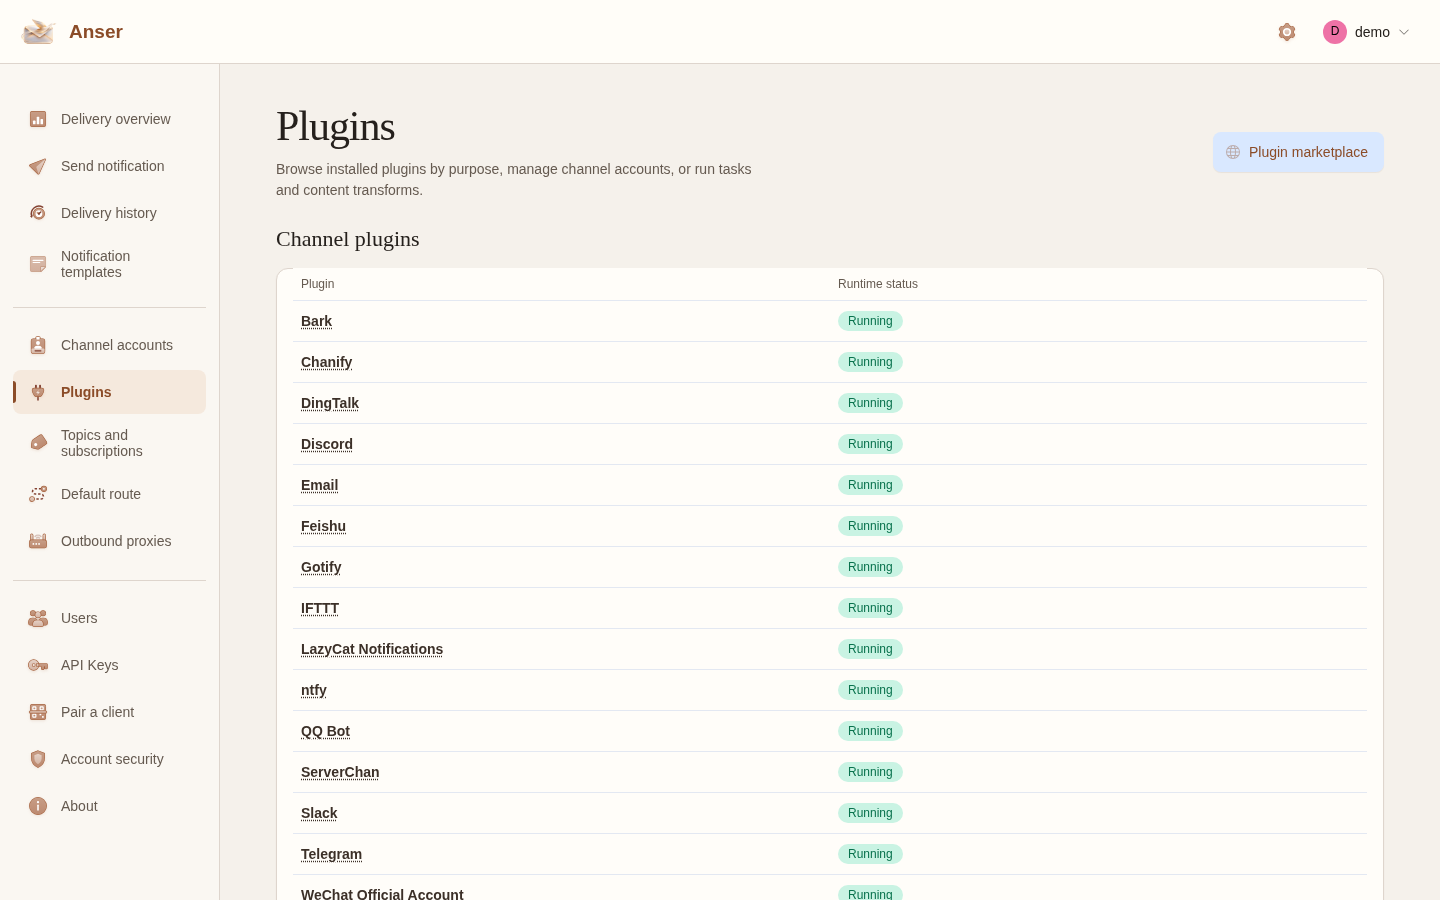 Anser
D
demo
Delivery overview
Send notification
Delivery history
Notification
templates
Channel accounts
Plugins
Topics and
subscriptions
Default route
Outbound proxies
Users
API Keys
Pair a client
Account security
About
Plugins
Browse installed plugins by purpose, manage channel accounts, or run tasks
and content transforms.
Plugin marketplace
Channel plugins
Plugin Runtime status
Bark Running
Chanify Running
DingTalk Running
Discord Running
Email Running
Feishu Running
Gotify Running
IFTTT Running
LazyCat Notifications Running
ntfy Running
QQ Bot Running
ServerChan Running
Slack Running
Telegram Running
WeChat Official Account Running